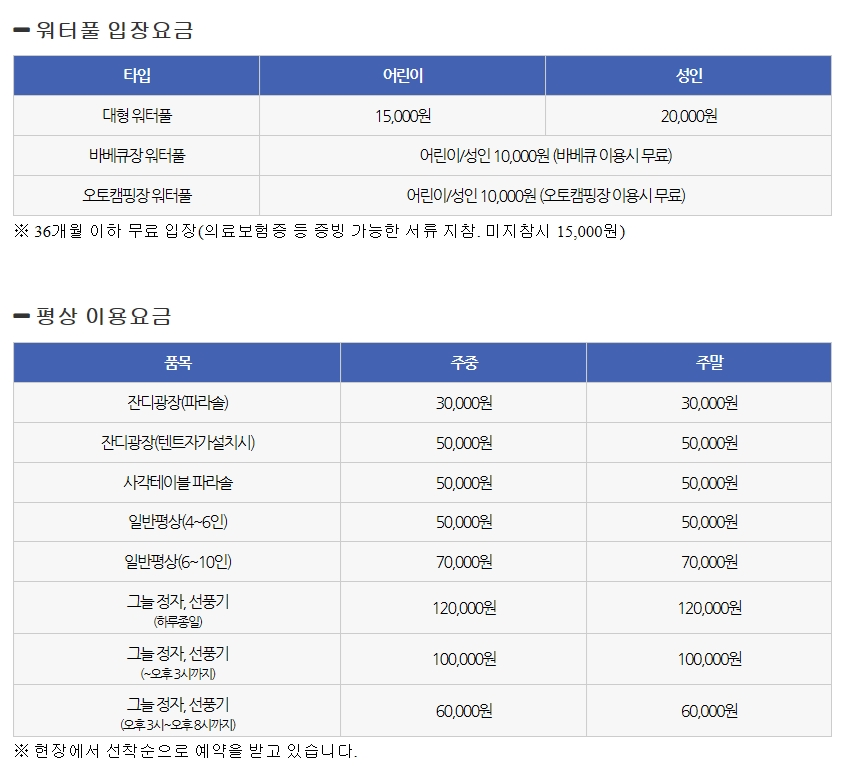 워터풀 입장요금
타입 어린이 성인
대형 워터풀 15,000원 20,000원
바베큐장 워터풀 어린이/성인 10,000원 (바베큐 이용시 무료)
오토캠핑장 워터풀 어린이/성인 10,000원 (오토캠핑장 이용시 무료)
※ 36개월 이하 무료 입장(의료보험증 등 증빙 가능한 서류 지참. 미지참시 15,000원)
평상 이용요금
품목 주중 주말
잔디광장(파라솔) 30,000원 30,000원
잔디광장(텐트자가설치시) 50,000원 50,000원
사각테이블 파라솔 50,000원 50,000원
일반평상(4~6인) 50,000원 50,000원
일반평상(6~10인) 70,000원 70,000원
그늘 정자, 선풍기
(하루종일) 120,000원 120,000원
그늘 정자, 선풍기
(~오후 3시까지) 100,000원 100,000원
그늘 정자, 선풍기
(오후 3시~오후 8시까지) 60,000원 60,000원
※ 현장에서 선착순으로 예약을 받고 있습니다.